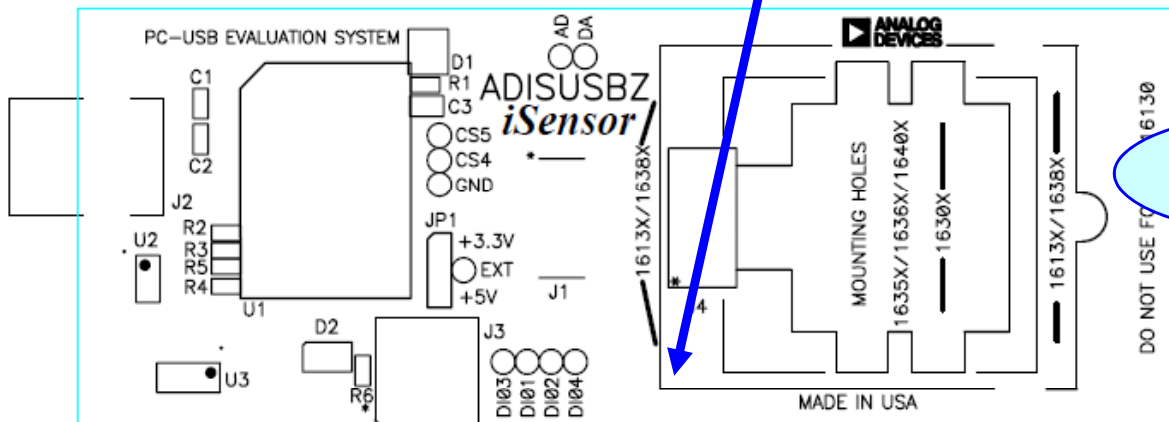 PC-USB EVALUATION SYSTEM
AD
DA
ANALOG
DEVICES
C1
D1
R1
C3
ADISUSBZ
iSensor
C2
CS5
CS4
GND
*
J2
R2
R3
R5
R4
U2
U1
JP1
+3.3V
EXT
+5V
J1
1613X/1638X
*
MOUNTING HOLES
1635X/1636X/1640X
1630X
1613X/1638X
DO NOT USE
16130
D2
J3
U3
R6
*
DIO3
DIO1
DIO2
DIO4
MADE IN USA